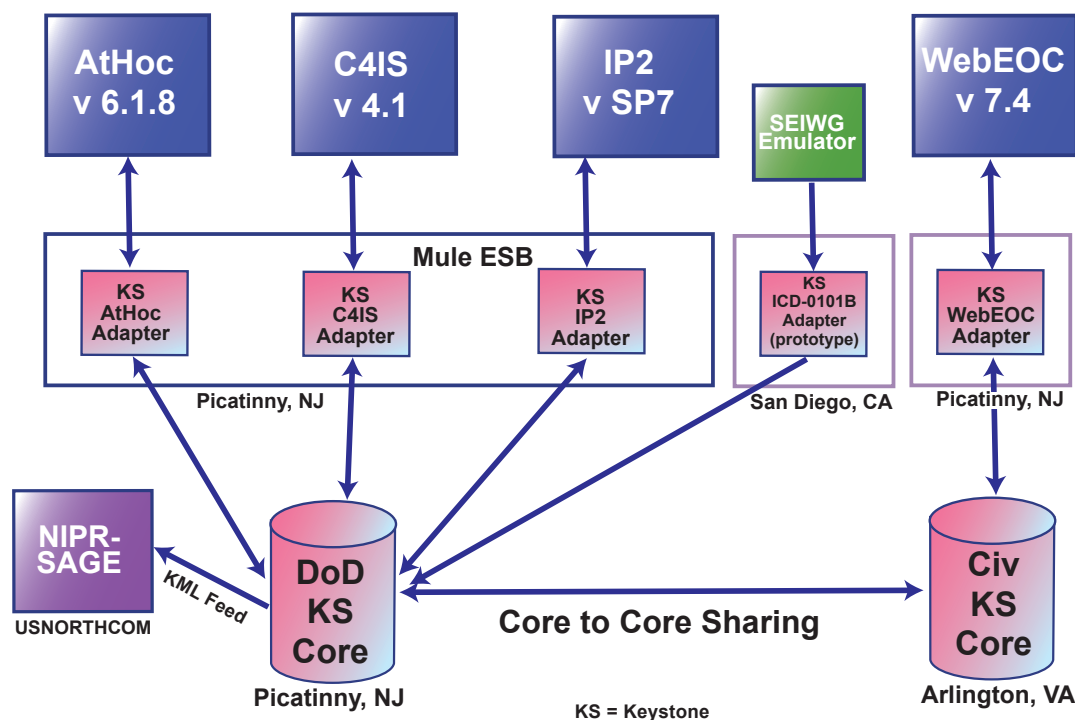 AtHoc
v 6.1.8
C4IS
v 4.1
IP2
v SP7
SEIWG
Emulator
WebEOC
v 7.4
Mule ESB
KS
AtHoc
Adapter
KS
C4IS
Adapter
KS
IP2
Adapter
KS
ICD-0101B
Adapter
(prototype)
KS
WebEOC
Adapter
Picatinny, NJ
San Diego, CA
Picatinny, NJ
NIPR-
SAGE
USNORTHCOM
KML Feed
DoD
KS
Core
Picatinny, NJ
Core to Core Sharing
Civ
KS
Core
Arlington, VA
KS = Keystone